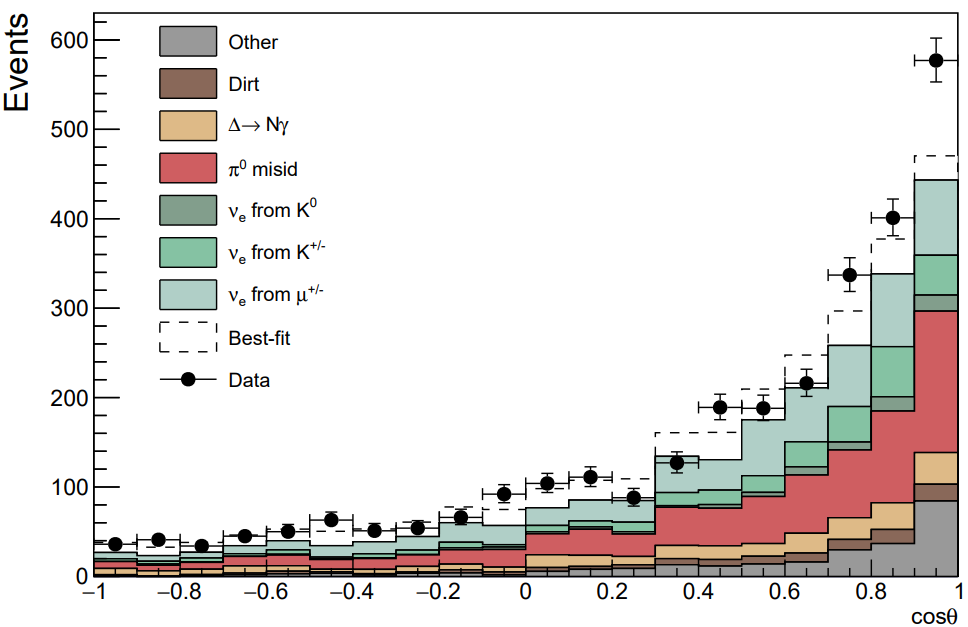 Events
600
500
400
300
200
100
0
Other
Dirt
Δ→ Nγ
π⁰ misid
νₑ from K⁰
νₑ from K⁺/⁻
νₑ from μ⁺/⁻
Best-fit
Data
−1 −0.8 −0.6 −0.4 −0.2 0 0.2 0.4 0.6 0.8 1
cosθ